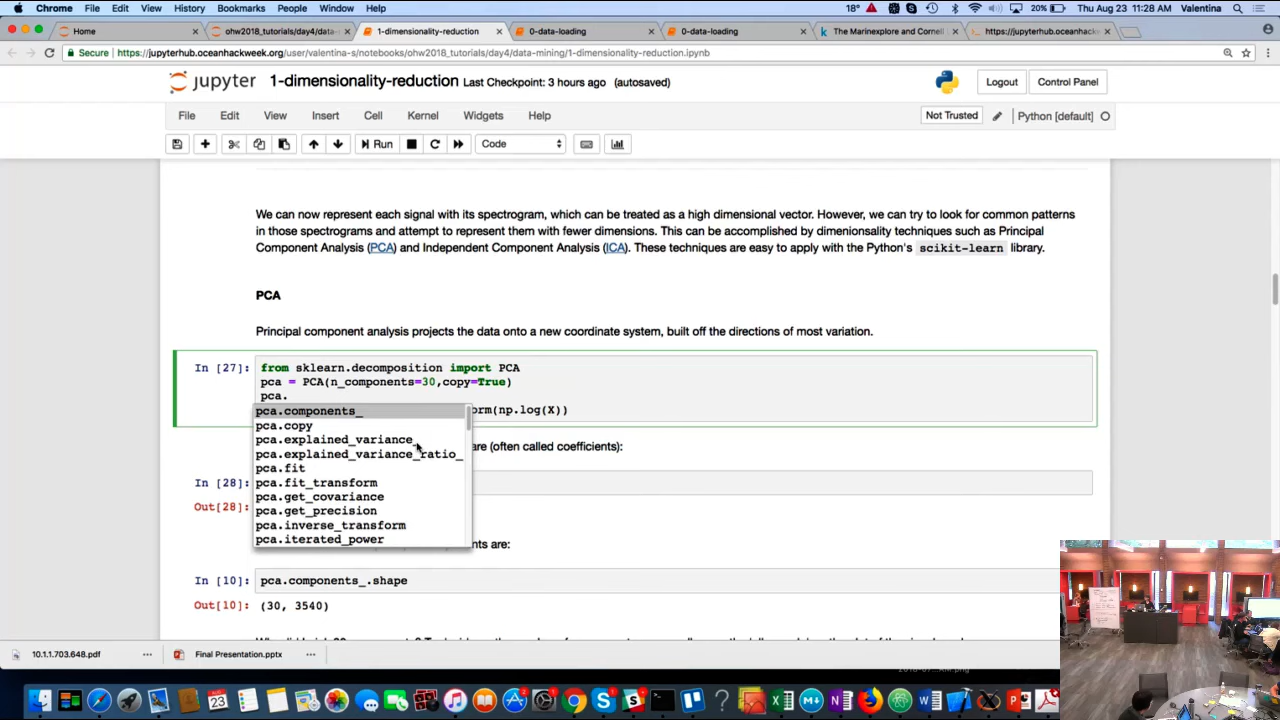 Chrome File Edit View History Bookmarks People Window Help 18° 20% Thu Aug 23 11:28 AM Valentina
Home ohw2018_tutorials/day4/data- 1-dimensionality-reduction 0-data-loading 0-data-loading The Marinexplore and Cornell https://jupyterhub.oceanhack
Secure https://jupyterhub.oceanhackweek.org/user/valentina-s/notebooks/ohw2018_tutorials/day4/data-mining/1-dimensionality-reduction.ipynb
jupyter 1-dimensionality-reduction Last Checkpoint: 3 hours ago (autosaved) Logout Control Panel
File Edit View Insert Cell Kernel Widgets Help Not Trusted Python [default]
Run Code
We can now represent each signal with its spectrogram, which can be treated as a high dimensional vector. However, we can try to look for common patterns
in those spectrograms and attempt to represent them with fewer dimensions. This can be accomplished by dimenionsality techniques such as Principal
Component Analysis (PCA) and Independent Component Analysis (ICA). These techniques are easy to apply with the Python's scikit-learn library.
PCA
Principal component analysis projects the data onto a new coordinate system, built off the directions of most variation.
In [27]: from sklearn.decomposition import PCA
pca = PCA(n_components=30,copy=True)
pca.
orm(np.log(X))
pca.components_
pca.copy
pca.explained_variance_
pca.explained_variance_ratio_
pca.fit
pca.fit_transform
pca.get_covariance
pca.get_precision
pca.inverse_transform
pca.iterated_power
are (often called coefficients):
In [28]:
Out[28]:
ents are:
In [10]: pca.components_.shape
Out[10]: (30, 3540)
10.1.1.703.648.pdf Final Presentation.pptx